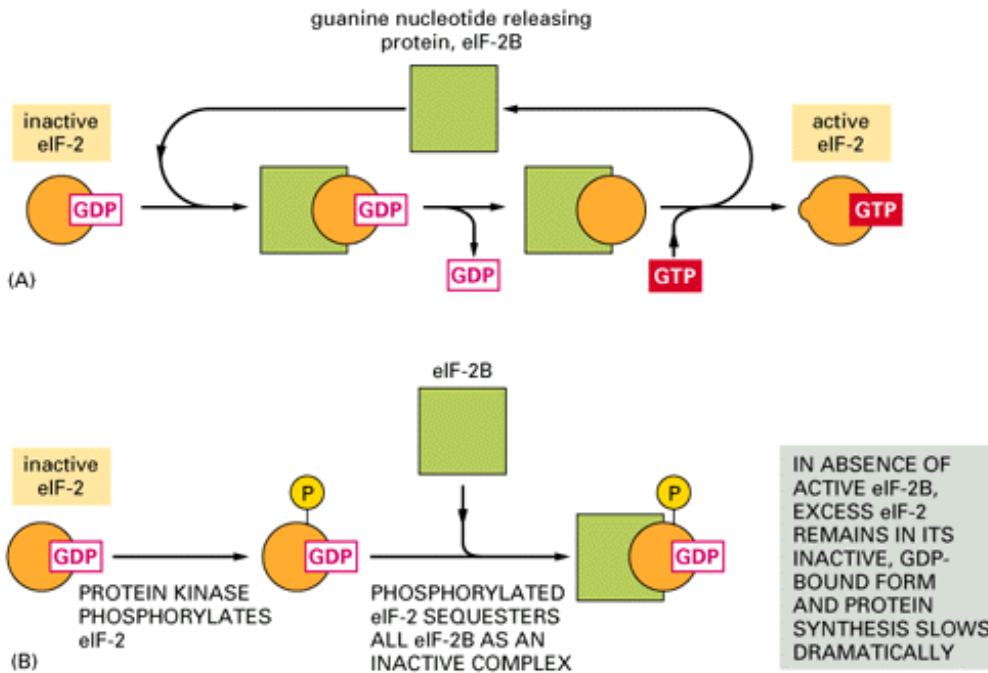 guanine nucleotide releasing
protein, eIF-2B
inactive
eIF-2
active
eIF-2
GDP
GDP
GTP
GDP
GTP
(A)
eIF-2B
inactive
eIF-2
P
P
GDP
GDP
GDP
PROTEIN KINASE
PHOSPHORYLATES
eIF-2
PHOSPHORYLATED
eIF-2 SEQUESTERS
ALL eIF-2B AS AN
INACTIVE COMPLEX
IN ABSENCE OF
ACTIVE eIF-2B,
EXCESS eIF-2
REMAINS IN ITS
INACTIVE, GDP-
BOUND FORM
AND PROTEIN
SYNTHESIS SLOWS
DRAMATICALLY
(B)